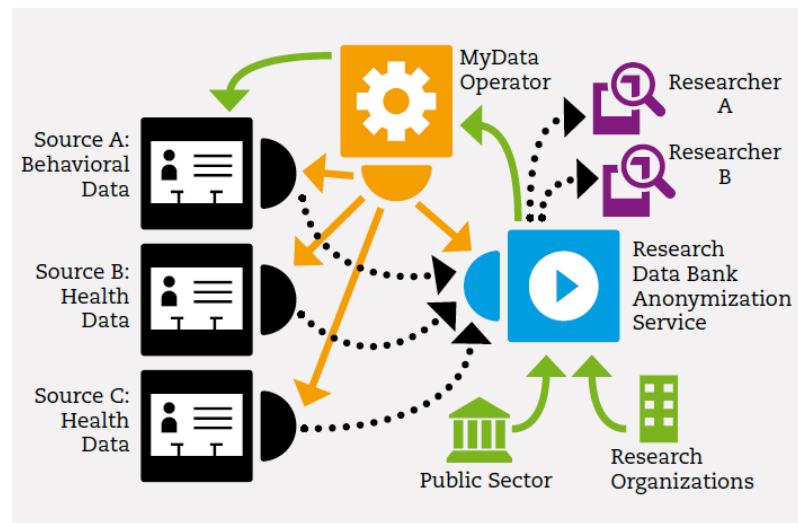 MyData
Operator
Researcher
A
Researcher
B
Source A:
Behavioral
Data
Source B:
Health
Data
Research
Data Bank
Anonymization
Service
Source C:
Health
Data
Public Sector
Research
Organizations